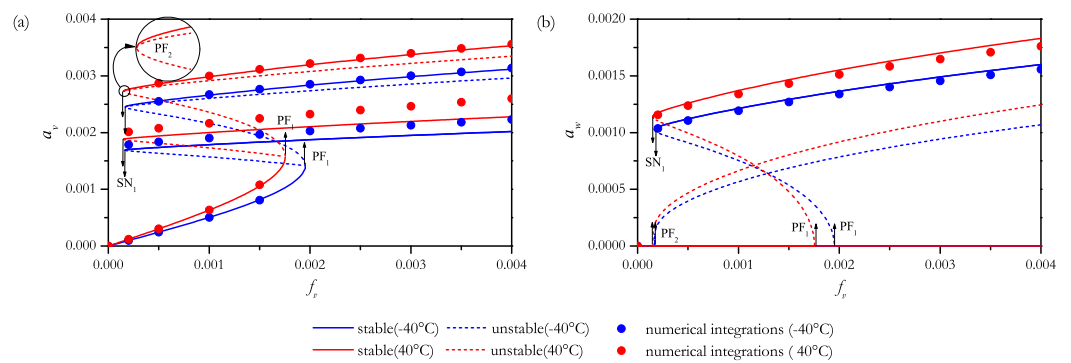 (a)
0.004
0.003
0.002
0.001
0.000
a_v
PF_2
PF_1
PF_1
SN_1
0.000 0.001 0.002 0.003 0.004
f_v
(b)
0.0020
0.0015
0.0010
0.0005
0.0000
a_w
SN_1
PF_2
PF_1
PF_1
0.000 0.001 0.002 0.003 0.004
f_v
stable(-40°C) unstable(-40°C) numerical integrations (-40°C)
stable(40°C) unstable(40°C) numerical integrations ( 40°C)